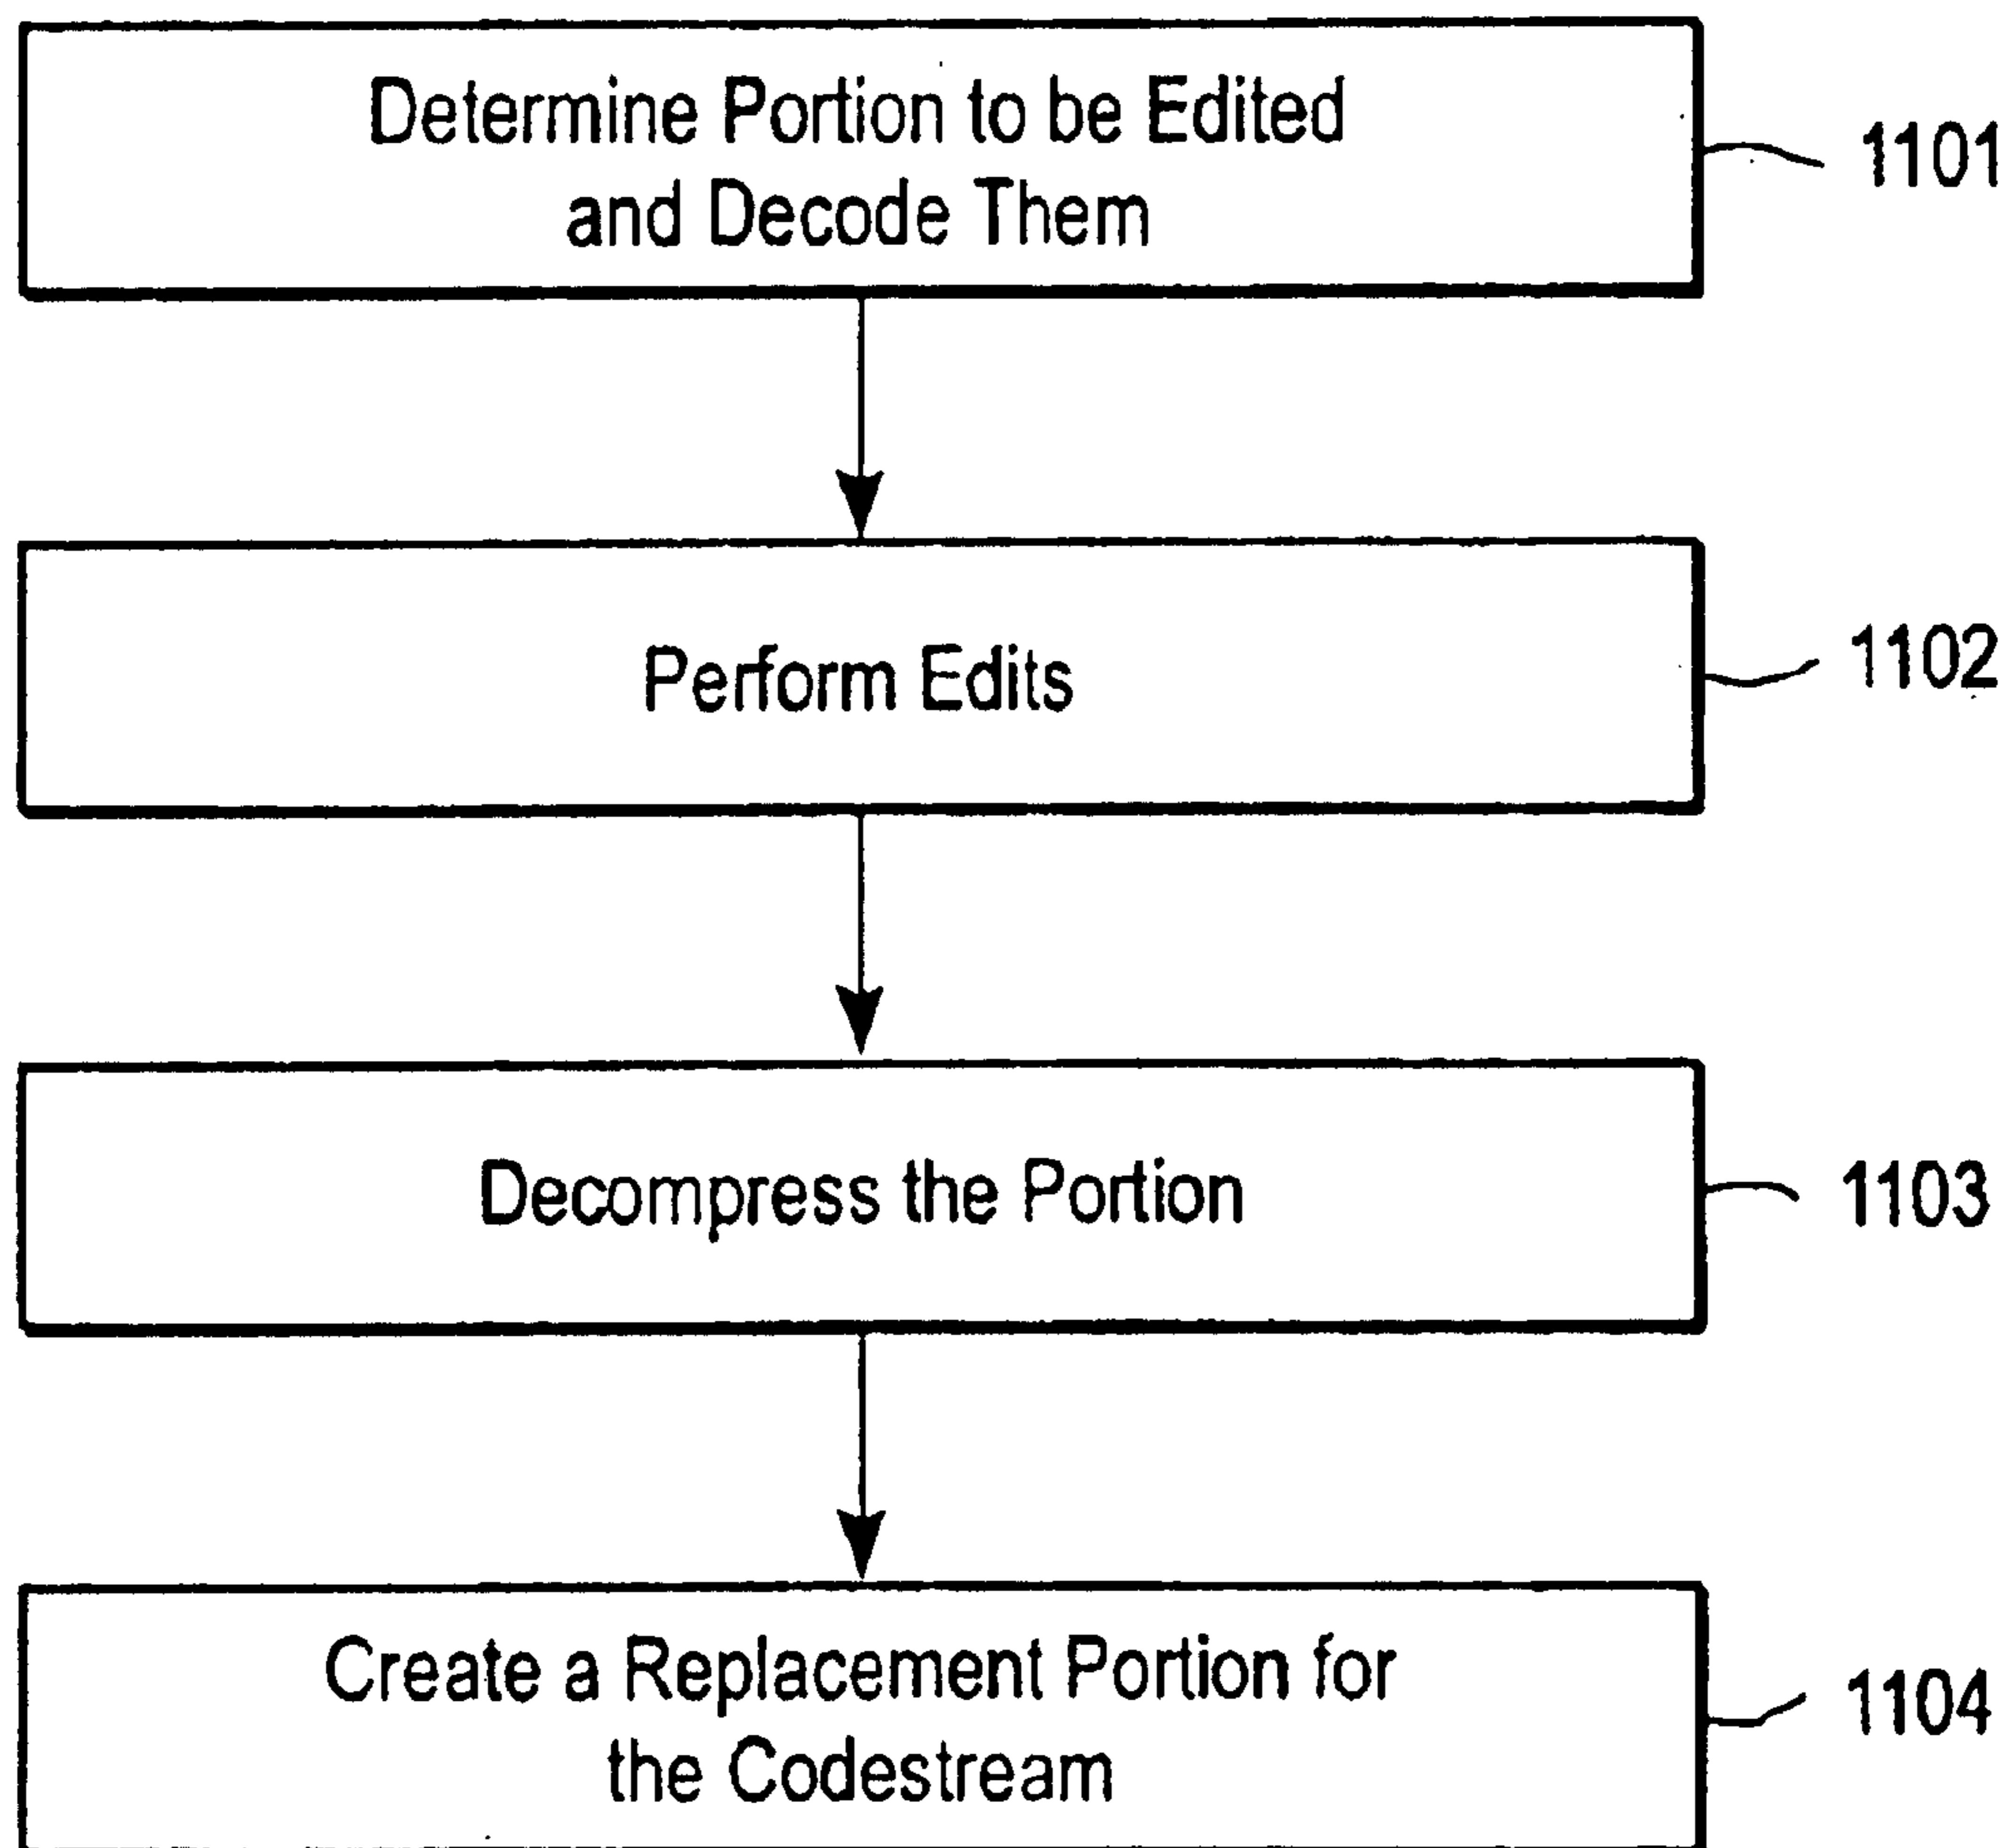 Determine Portion to be Edited
and Decode Them
1101
Perform Edits
1102
Decompress the Portion
1103
Create a Replacement Portion for
the Codestream
1104